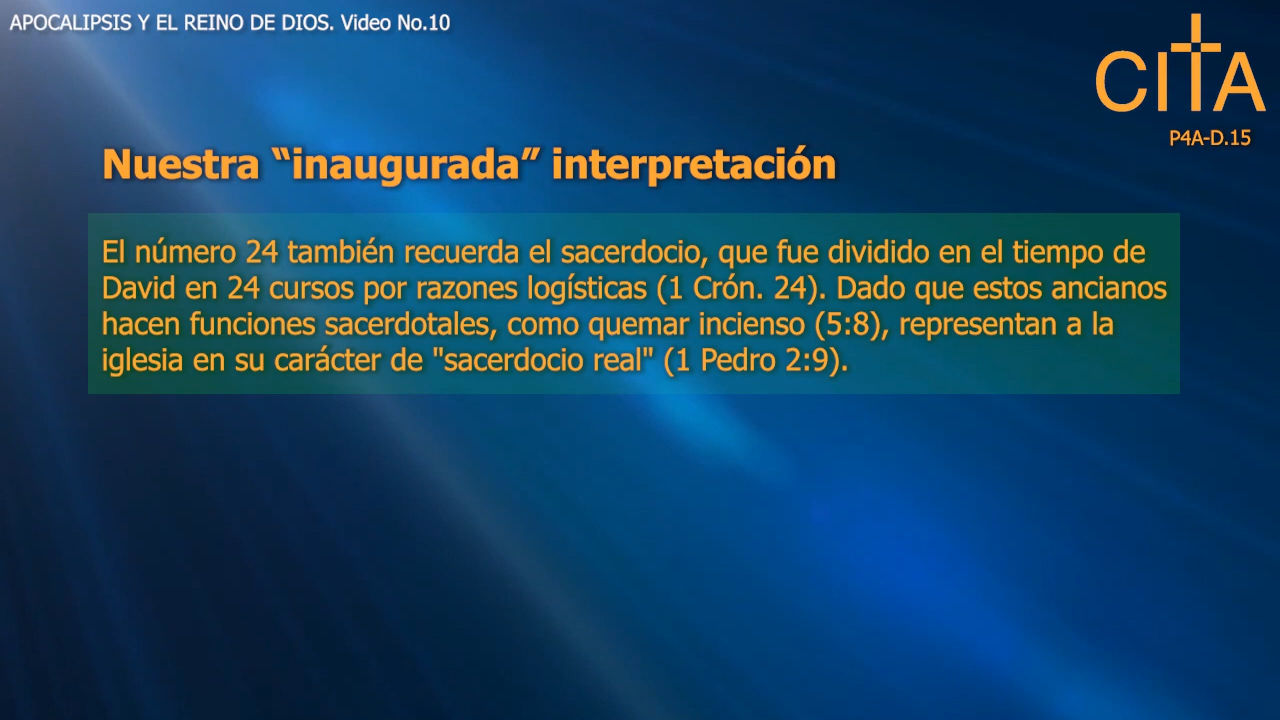 APOCALIPSIS Y EL REINO DE DIOS. Video No.10
CITA
P4A-D.15
Nuestra “inaugurada” interpretación
El número 24 también recuerda el sacerdocio, que fue dividido en el tiempo de
David en 24 cursos por razones logísticas (1 Crón. 24). Dado que estos ancianos
hacen funciones sacerdotales, como quemar incienso (5:8), representan a la
iglesia en su carácter de "sacerdocio real" (1 Pedro 2:9).